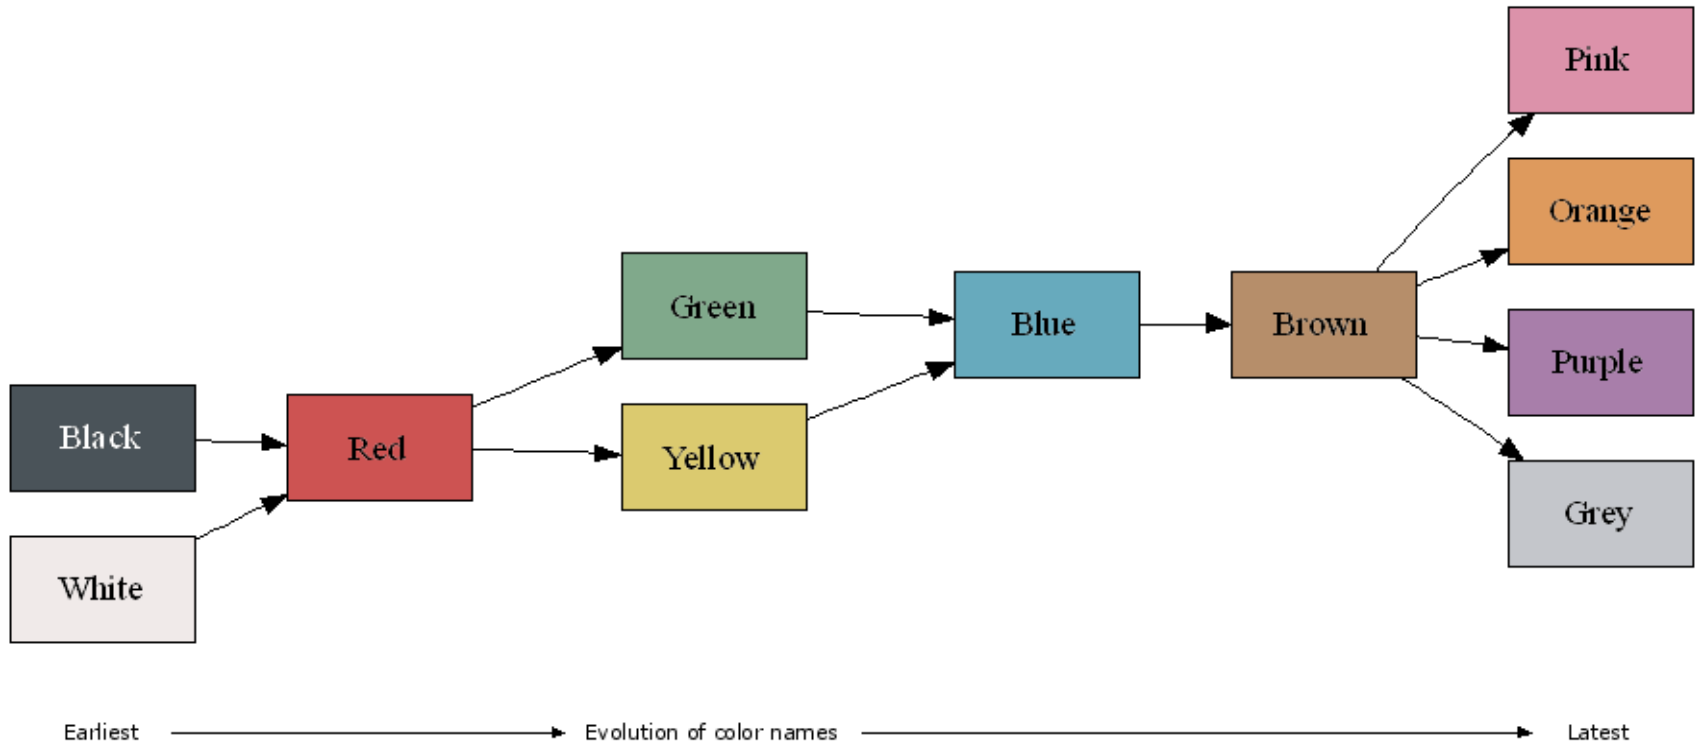 Pink
Orange
Green
Blue
Brown
Purple
Black
Red
Yellow
Grey
White
Earliest
Evolution of color names
Latest